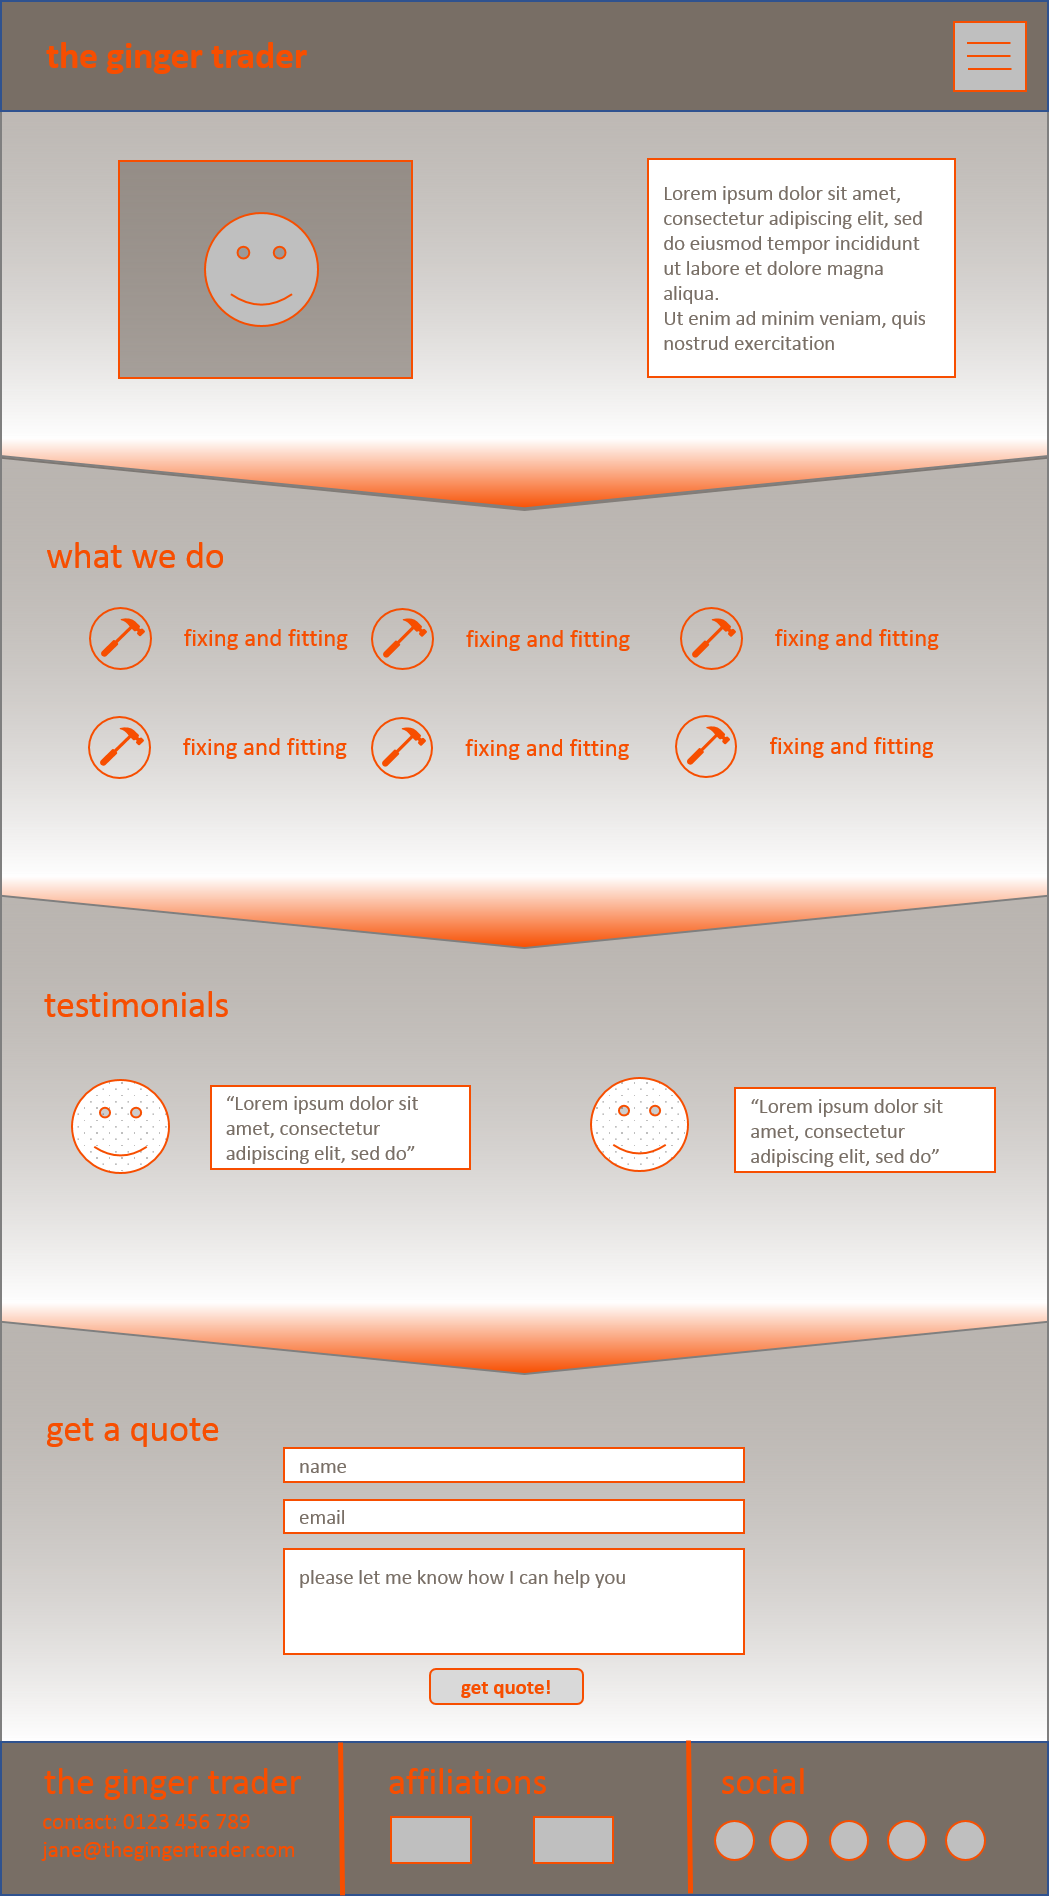 the ginger trader
Lorem ipsum dolor sit amet,
consectetur adipiscing elit, sed
do eiusmod tempor incididunt
ut labore et dolore magna
aliqua.
Ut enim ad minim veniam, quis
nostrud exercitation
what we do
fixing and fitting
fixing and fitting
fixing and fitting
fixing and fitting
fixing and fitting
fixing and fitting
testimonials
“Lorem ipsum dolor sit
amet, consectetur
adipiscing elit, sed do”
“Lorem ipsum dolor sit
amet, consectetur
adipiscing elit, sed do”
get a quote
name
email
please let me know how I can help you
get quote!
the ginger trader
contact: 0123 456 789
jane@thegingertrader.com
affiliations
social